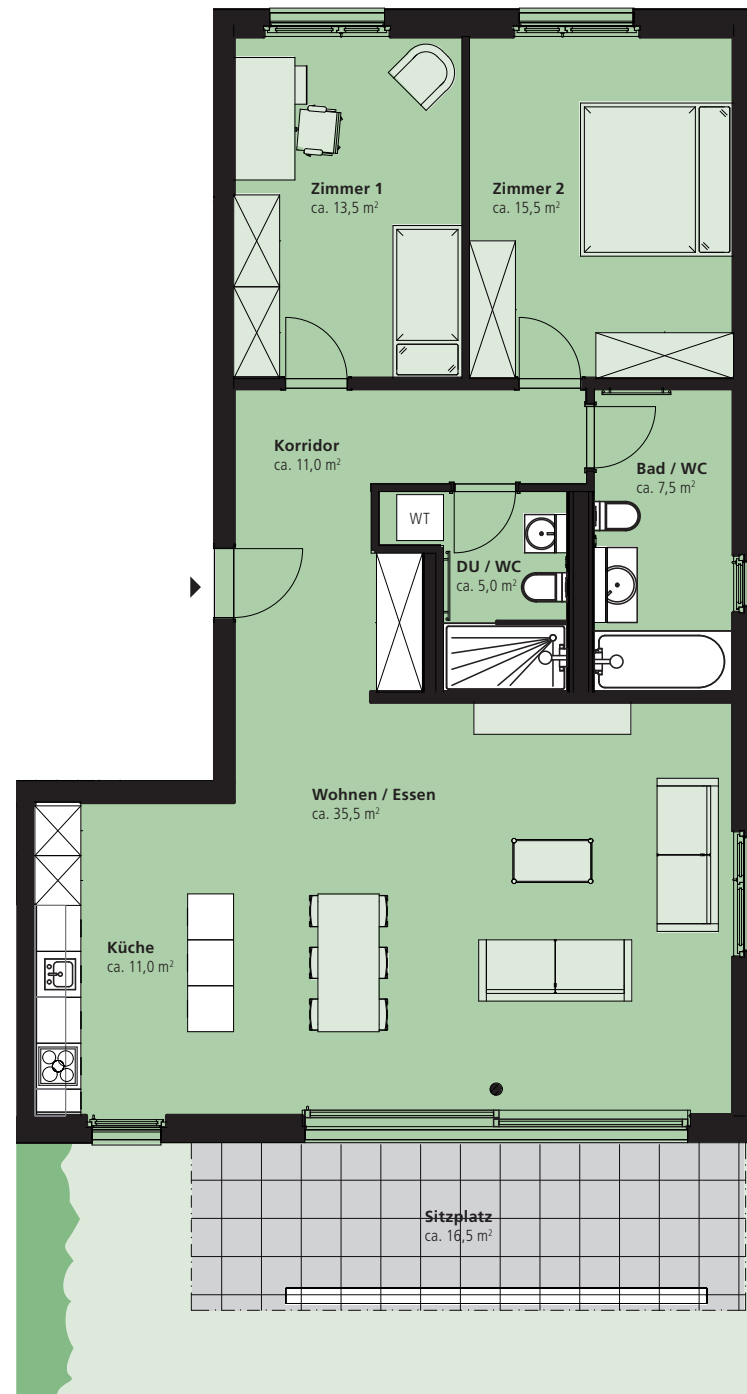 Zimmer 1
ca. 13,5 m²
Zimmer 2
ca. 15,5 m²
Korridor
ca. 11,0 m²
Bad / WC
ca. 7,5 m²
WT
DU / WC
ca. 5,0 m²
Wohnen / Essen
ca. 35,5 m²
Küche
ca. 11,0 m²
Sitzplatz
ca. 16,5 m²